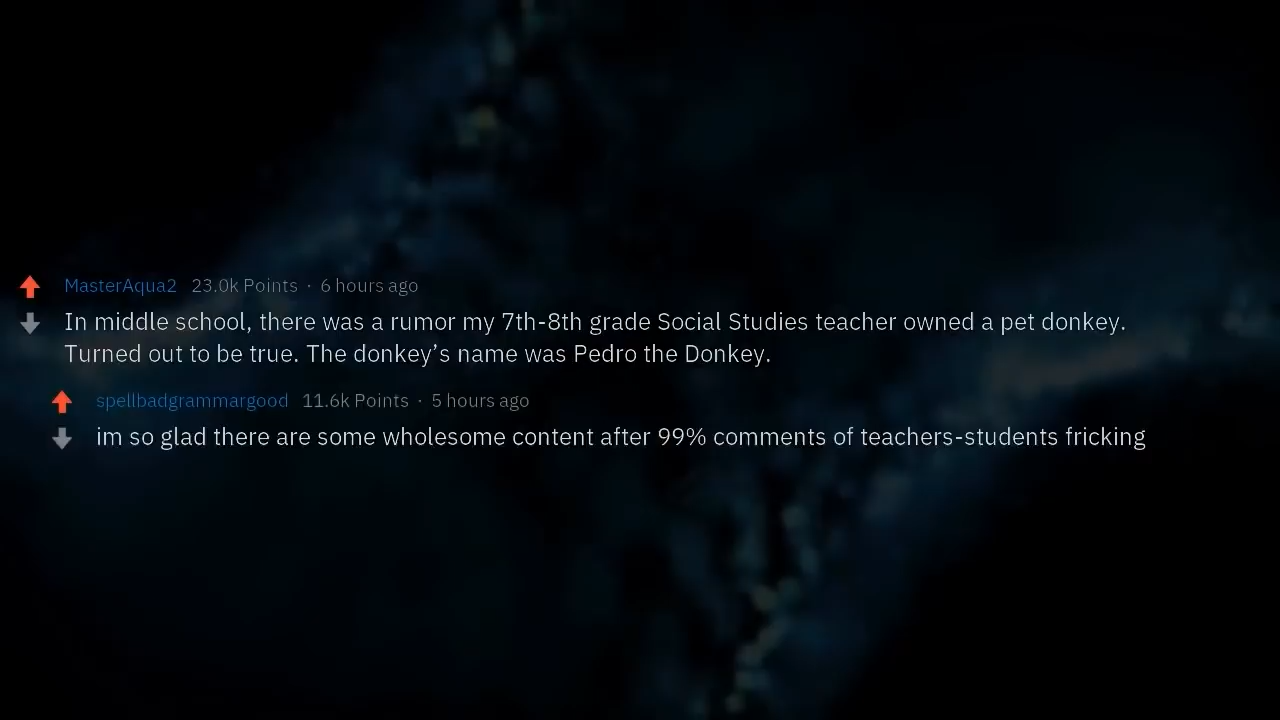 MasterAqua2 23.0k Points · 6 hours ago
In middle school, there was a rumor my 7th-8th grade Social Studies teacher owned a pet donkey.
Turned out to be true. The donkey’s name was Pedro the Donkey.
spellbadgrammargood 11.6k Points · 5 hours ago
im so glad there are some wholesome content after 99% comments of teachers-students fricking